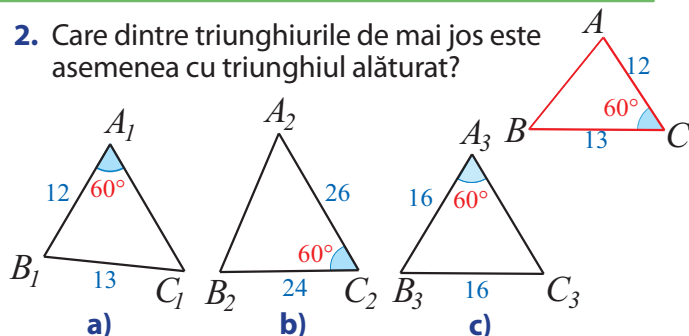 2. Care dintre triunghiurile de mai jos este
asemenea cu triunghiul alăturat?
A
12
60°
B
13
C
A1
12
60°
B1
13
C1
a)
A2
26
60°
B2
24
C2
b)
A3
16
60°
B3
16
C3
c)